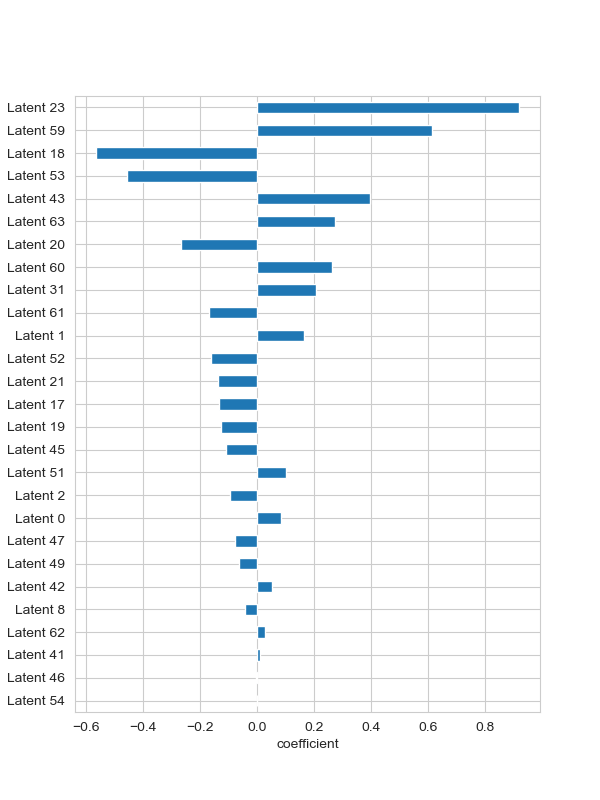 Latent 23
Latent 59
Latent 18
Latent 53
Latent 43
Latent 63
Latent 20
Latent 60
Latent 31
Latent 61
Latent 1
Latent 52
Latent 21
Latent 17
Latent 19
Latent 45
Latent 51
Latent 2
Latent 0
Latent 47
Latent 49
Latent 42
Latent 8
Latent 62
Latent 41
Latent 46
Latent 54
−0.6 −0.4 −0.2 0.0 0.2 0.4 0.6 0.8
coefficient